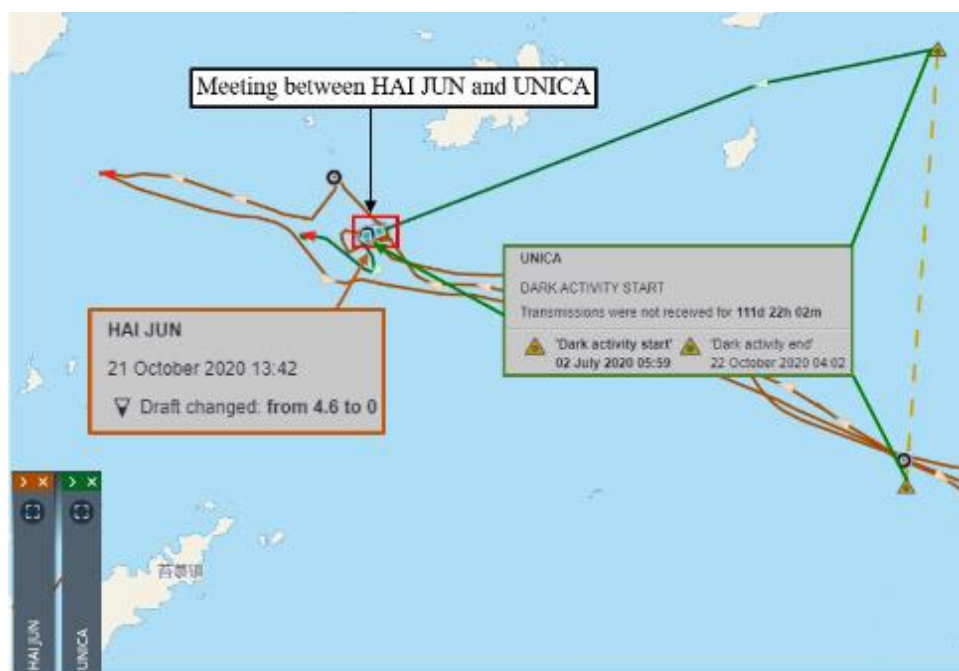 Meeting between HAI JUN and UNICA
UNICA
DARK ACTIVITY START
Transmissions were not received for 111d 22h 02m
'Dark activity start'
02 July 2020 05:59
'Dark activity end'
22 October 2020 04:02
HAI JUN
21 October 2020 13:42
Draft changed: from 4.6 to 0
HAI JUN
UNICA